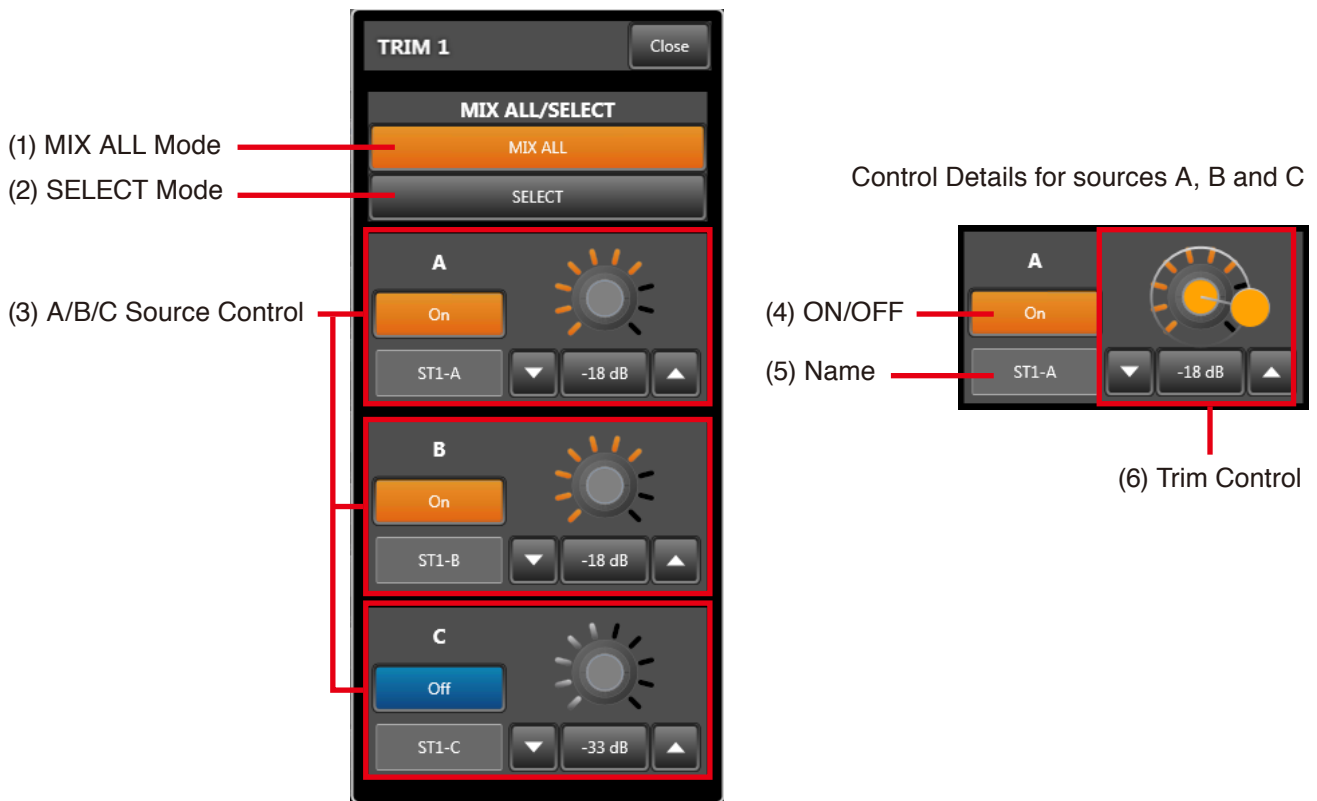 TRIM 1
Close
MIX ALL/SELECT
(1) MIX ALL Mode
MIX ALL
(2) SELECT Mode
SELECT
(3) A/B/C Source Control
A
On
ST1-A
-18 dB
B
On
ST1-B
-18 dB
C
Off
ST1-C
-33 dB
Control Details for sources A, B and C
A
(4) ON/OFF
On
(5) Name
ST1-A
-18 dB
(6) Trim Control